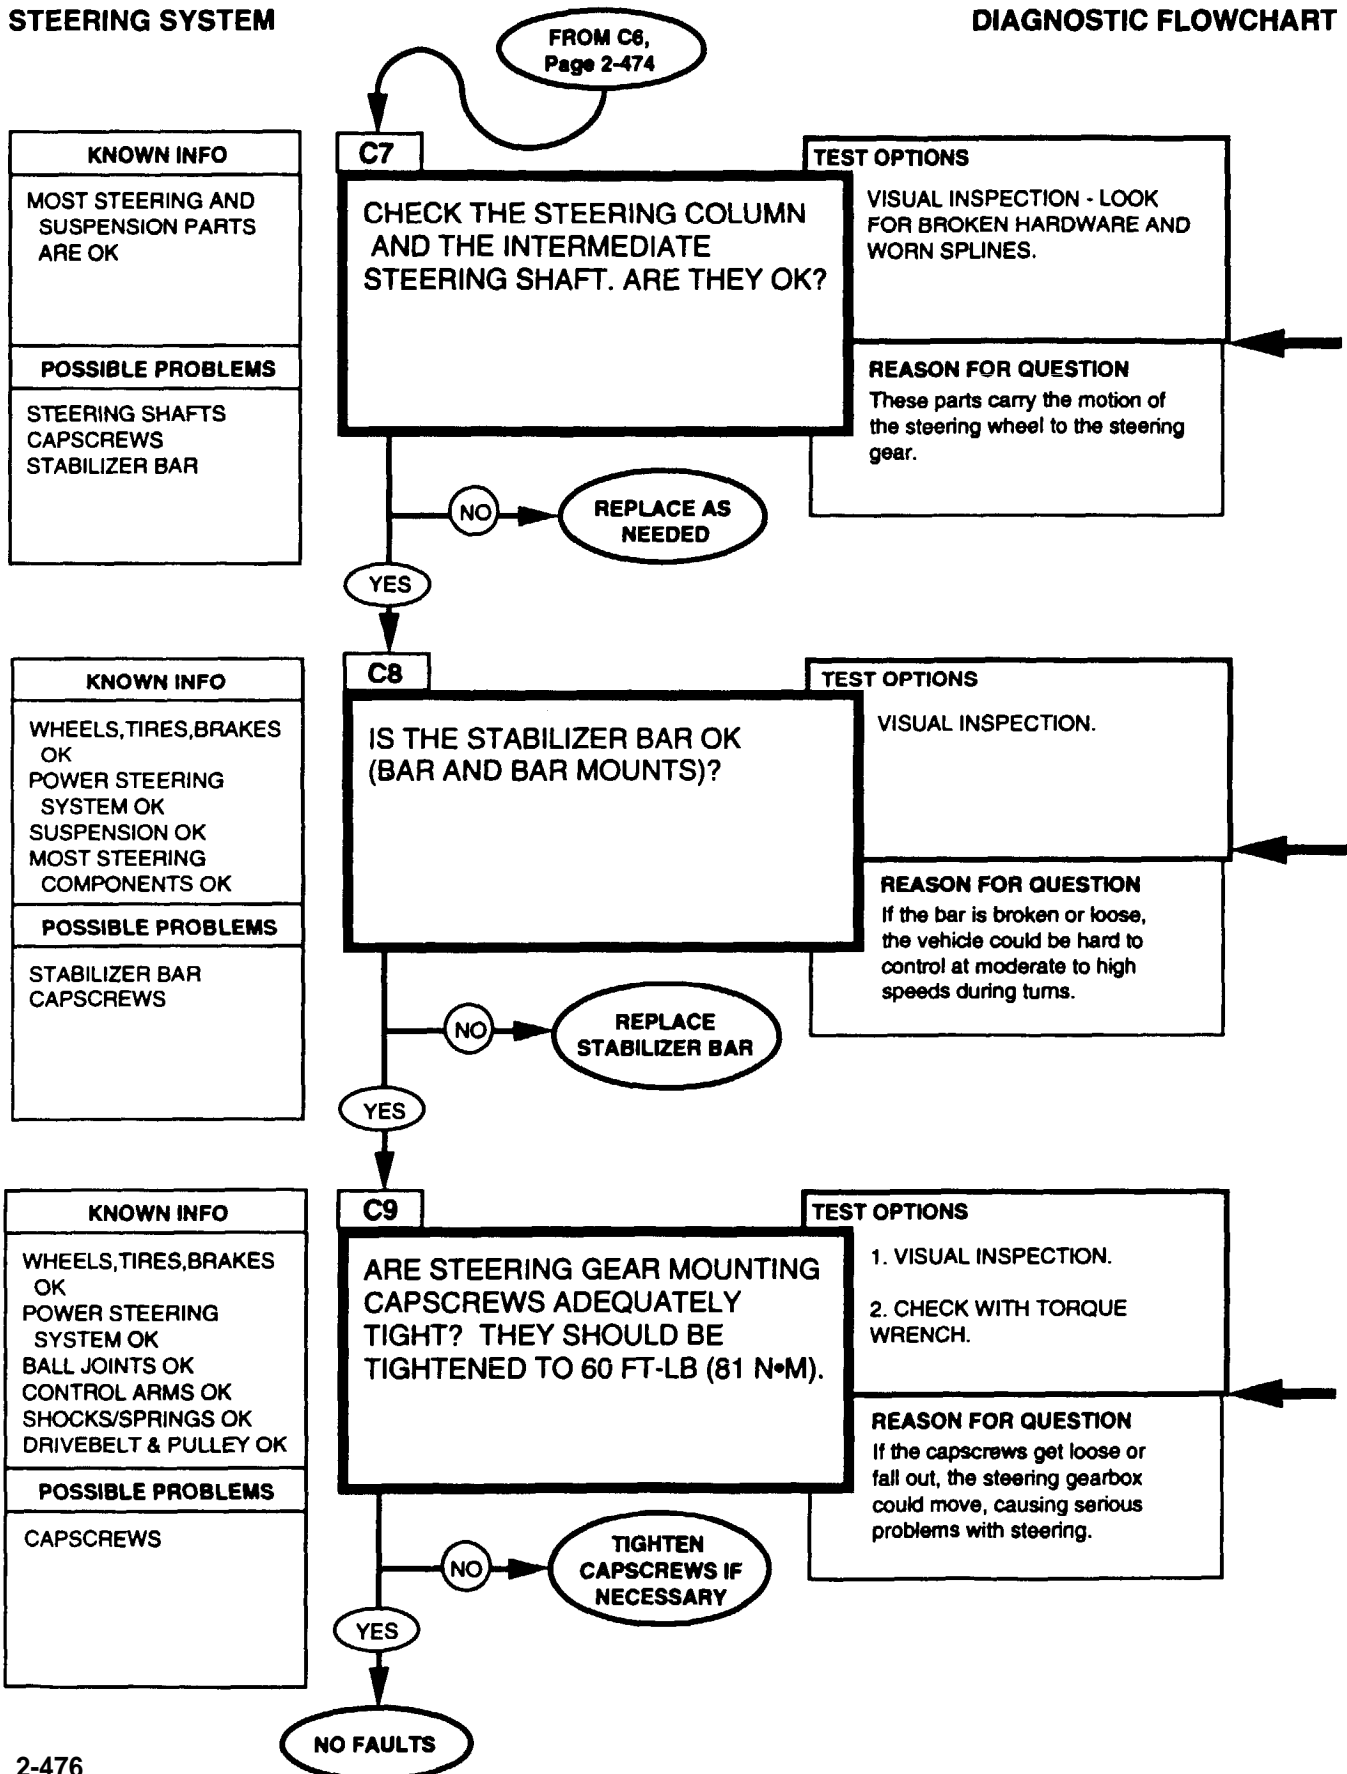 STEERING SYSTEM
DIAGNOSTIC FLOWCHART
FROM C6,
Page 2-474
KNOWN INFO
MOST STEERING AND
SUSPENSION PARTS
ARE OK
POSSIBLE PROBLEMS
STEERING SHAFTS
CAPSCREWS
STABILIZER BAR
C7
CHECK THE STEERING COLUMN
AND THE INTERMEDIATE
STEERING SHAFT. ARE THEY OK?
TEST OPTIONS
VISUAL INSPECTION - LOOK
FOR BROKEN HARDWARE AND
WORN SPLINES.
REASON FOR QUESTION
These parts carry the motion of
the steering wheel to the steering
gear.
NO
REPLACE AS
NEEDED
YES
KNOWN INFO
WHEELS,TIRES,BRAKES
OK
POWER STEERING
SYSTEM OK
SUSPENSION OK
MOST STEERING
COMPONENTS OK
POSSIBLE PROBLEMS
STABILIZER BAR
CAPSCREWS
C8
IS THE STABILIZER BAR OK
(BAR AND BAR MOUNTS)?
TEST OPTIONS
VISUAL INSPECTION.
REASON FOR QUESTION
If the bar is broken or loose,
the vehicle could be hard to
control at moderate to high
speeds during turns.
NO
REPLACE
STABILIZER BAR
YES
KNOWN INFO
WHEELS,TIRES,BRAKES
OK
POWER STEERING
SYSTEM OK
BALL JOINTS OK
CONTROL ARMS OK
SHOCKS/SPRINGS OK
DRIVEBELT & PULLEY OK
POSSIBLE PROBLEMS
CAPSCREWS
C9
ARE STEERING GEAR MOUNTING
CAPSCREWS ADEQUATELY
TIGHT? THEY SHOULD BE
TIGHTENED TO 60 FT-LB (81 N•M).
TEST OPTIONS
1. VISUAL INSPECTION.
2. CHECK WITH TORQUE
WRENCH.
REASON FOR QUESTION
If the capscrews get loose or
fall out, the steering gearbox
could move, causing serious
problems with steering.
NO
TIGHTEN
CAPSCREWS IF
NECESSARY
YES
NO FAULTS
2-476